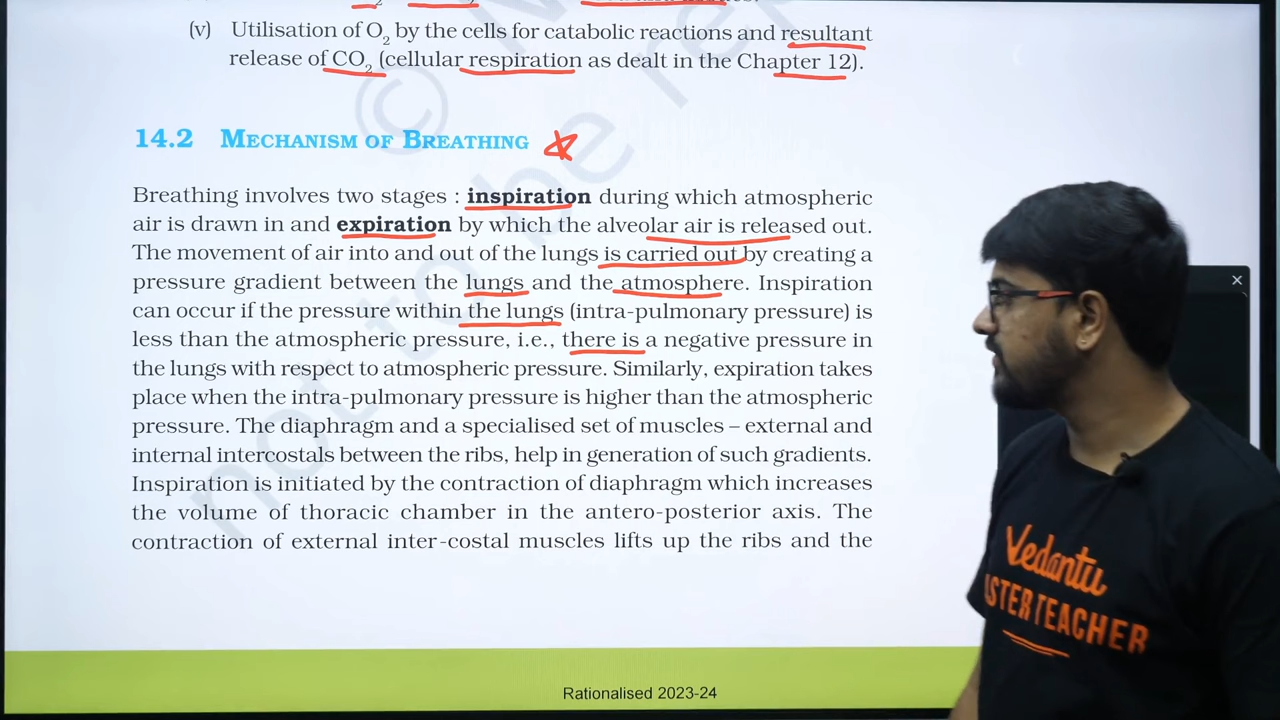 (v) Utilisation of O2 by the cells for catabolic reactions and resultant
release of CO2 (cellular respiration as dealt in the Chapter 12).
14.2 MECHANISM OF BREATHING
Breathing involves two stages : inspiration during which atmospheric
air is drawn in and expiration by which the alveolar air is released out.
The movement of air into and out of the lungs is carried out by creating a
pressure gradient between the lungs and the atmosphere. Inspiration
can occur if the pressure within the lungs (intra-pulmonary pressure) is
less than the atmospheric pressure, i.e., there is a negative pressure in
the lungs with respect to atmospheric pressure. Similarly, expiration takes
place when the intra-pulmonary pressure is higher than the atmospheric
pressure. The diaphragm and a specialised set of muscles – external and
internal intercostals between the ribs, help in generation of such gradients.
Inspiration is initiated by the contraction of diaphragm which increases
the volume of thoracic chamber in the antero-posterior axis. The
contraction of external inter-costal muscles lifts up the ribs and the
Rationalised 2023-24
©
not to be re
Vedantu
STERTEACHER